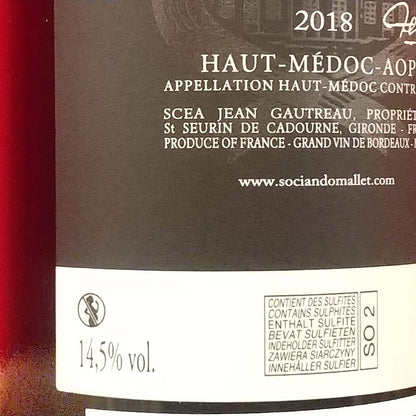 2018
HAUT-MÉDOC-AOP
APPELLATION HAUT-MÉDOC CONTR
SCEA JEAN GAUTREAU, PROPRIÉT
St SEURIN DE CADOURNE, GIRONDE - FR
PRODUCE OF FRANCE - GRAND VIN DE BORDEAUX-
www.sociandomallet.com
CONTIENT DES SULFITES
CONTAINS SULPHITES
ENTHALT SULFITE
BEVAT SULFIETEN
INDEHOLDER SULFITTER
ZAWIERA SIARCZYNY
INNEHÅLLER SULFIER
SO2
14,5% vol.